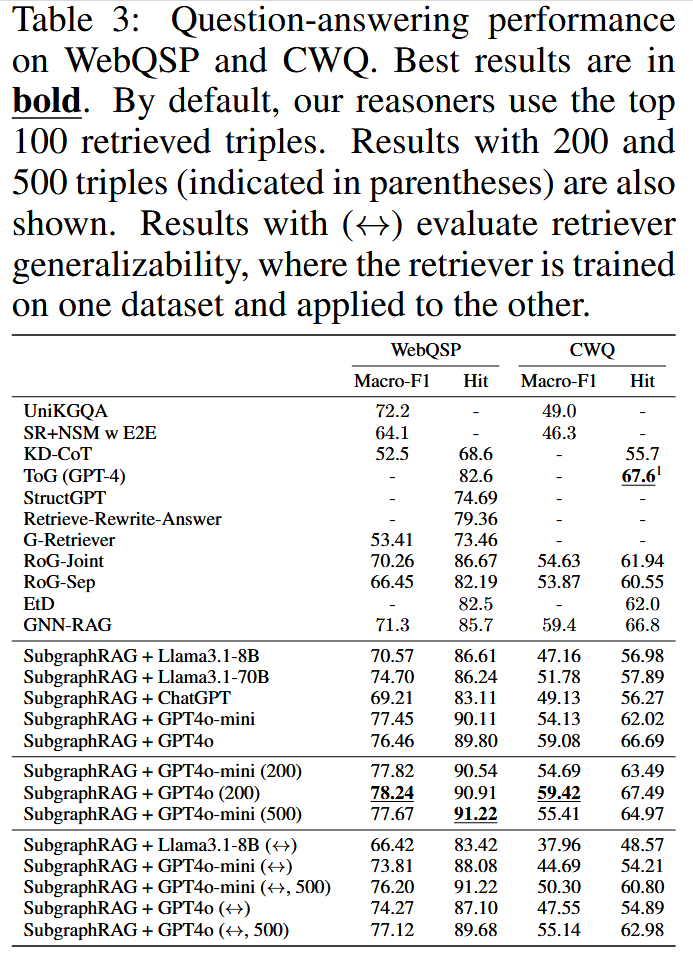 Table 3: Question-answering performance
on WebQSP and CWQ. Best results are in
bold. By default, our reasoners use the top
100 retrieved triples. Results with 200 and
500 triples (indicated in parentheses) are also
shown. Results with (↔) evaluate retriever
generalizability, where the retriever is trained
on one dataset and applied to the other.
WebQSP CWQ
Macro-F1 Hit Macro-F1 Hit
UniKGQA 72.2 - 49.0 -
SR+NSM w E2E 64.1 - 46.3 -
KD-CoT 52.5 68.6 - 55.7
ToG (GPT-4) - 82.6 - 67.6¹
StructGPT - 74.69 - -
Retrieve-Rewrite-Answer - 79.36 - -
G-Retriever 53.41 73.46 - -
RoG-Joint 70.26 86.67 54.63 61.94
RoG-Sep 66.45 82.19 53.87 60.55
EtD - 82.5 - 62.0
GNN-RAG 71.3 85.7 59.4 66.8
SubgraphRAG + Llama3.1-8B 70.57 86.61 47.16 56.98
SubgraphRAG + Llama3.1-70B 74.70 86.24 51.78 57.89
SubgraphRAG + ChatGPT 69.21 83.11 49.13 56.27
SubgraphRAG + GPT4o-mini 77.45 90.11 54.13 62.02
SubgraphRAG + GPT4o 76.46 89.80 59.08 66.69
SubgraphRAG + GPT4o-mini (200) 77.82 90.54 54.69 63.49
SubgraphRAG + GPT4o (200) 78.24 90.91 59.42 67.49
SubgraphRAG + GPT4o-mini (500) 77.67 91.22 55.41 64.97
SubgraphRAG + Llama3.1-8B (↔) 66.42 83.42 37.96 48.57
SubgraphRAG + GPT4o-mini (↔) 73.81 88.08 44.69 54.21
SubgraphRAG + GPT4o-mini (↔, 500) 76.20 91.22 50.30 60.80
SubgraphRAG + GPT4o (↔) 74.27 87.10 47.55 54.89
SubgraphRAG + GPT4o (↔, 500) 77.12 89.68 55.14 62.98